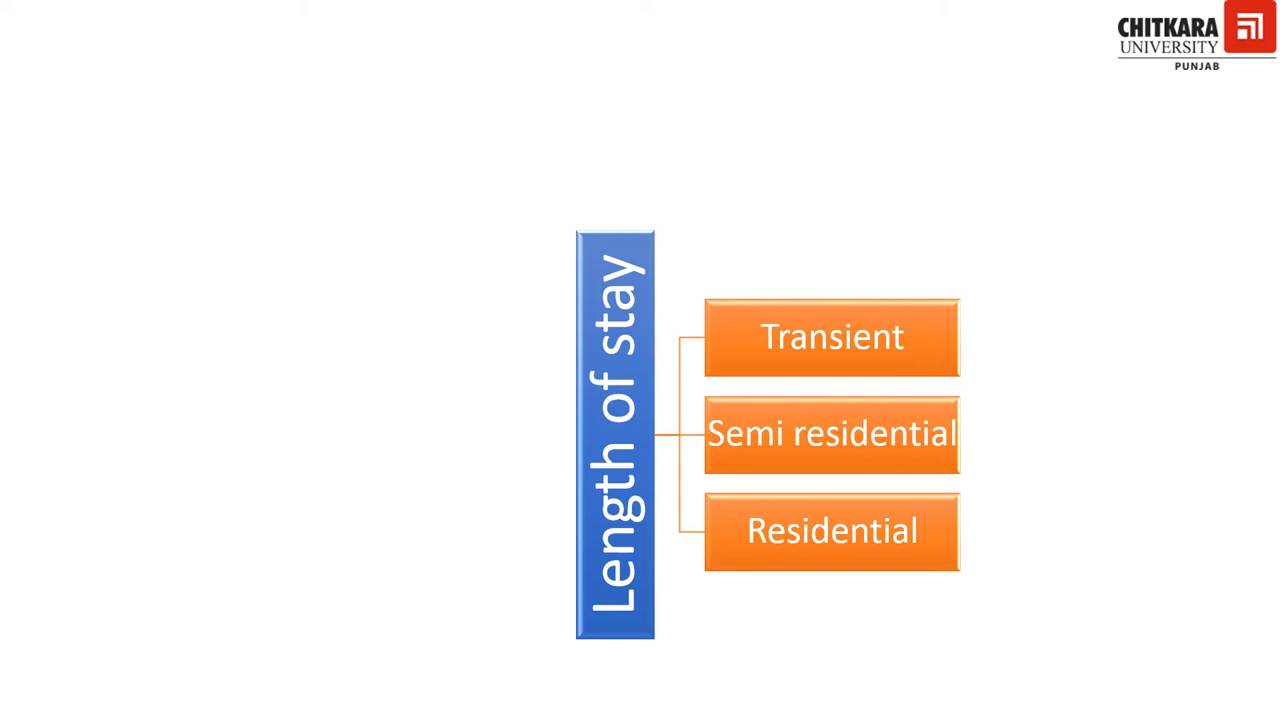 CHITKARA
UNIVERSITY
PUNJAB
Length of stay
Transient
Semi residential
Residential